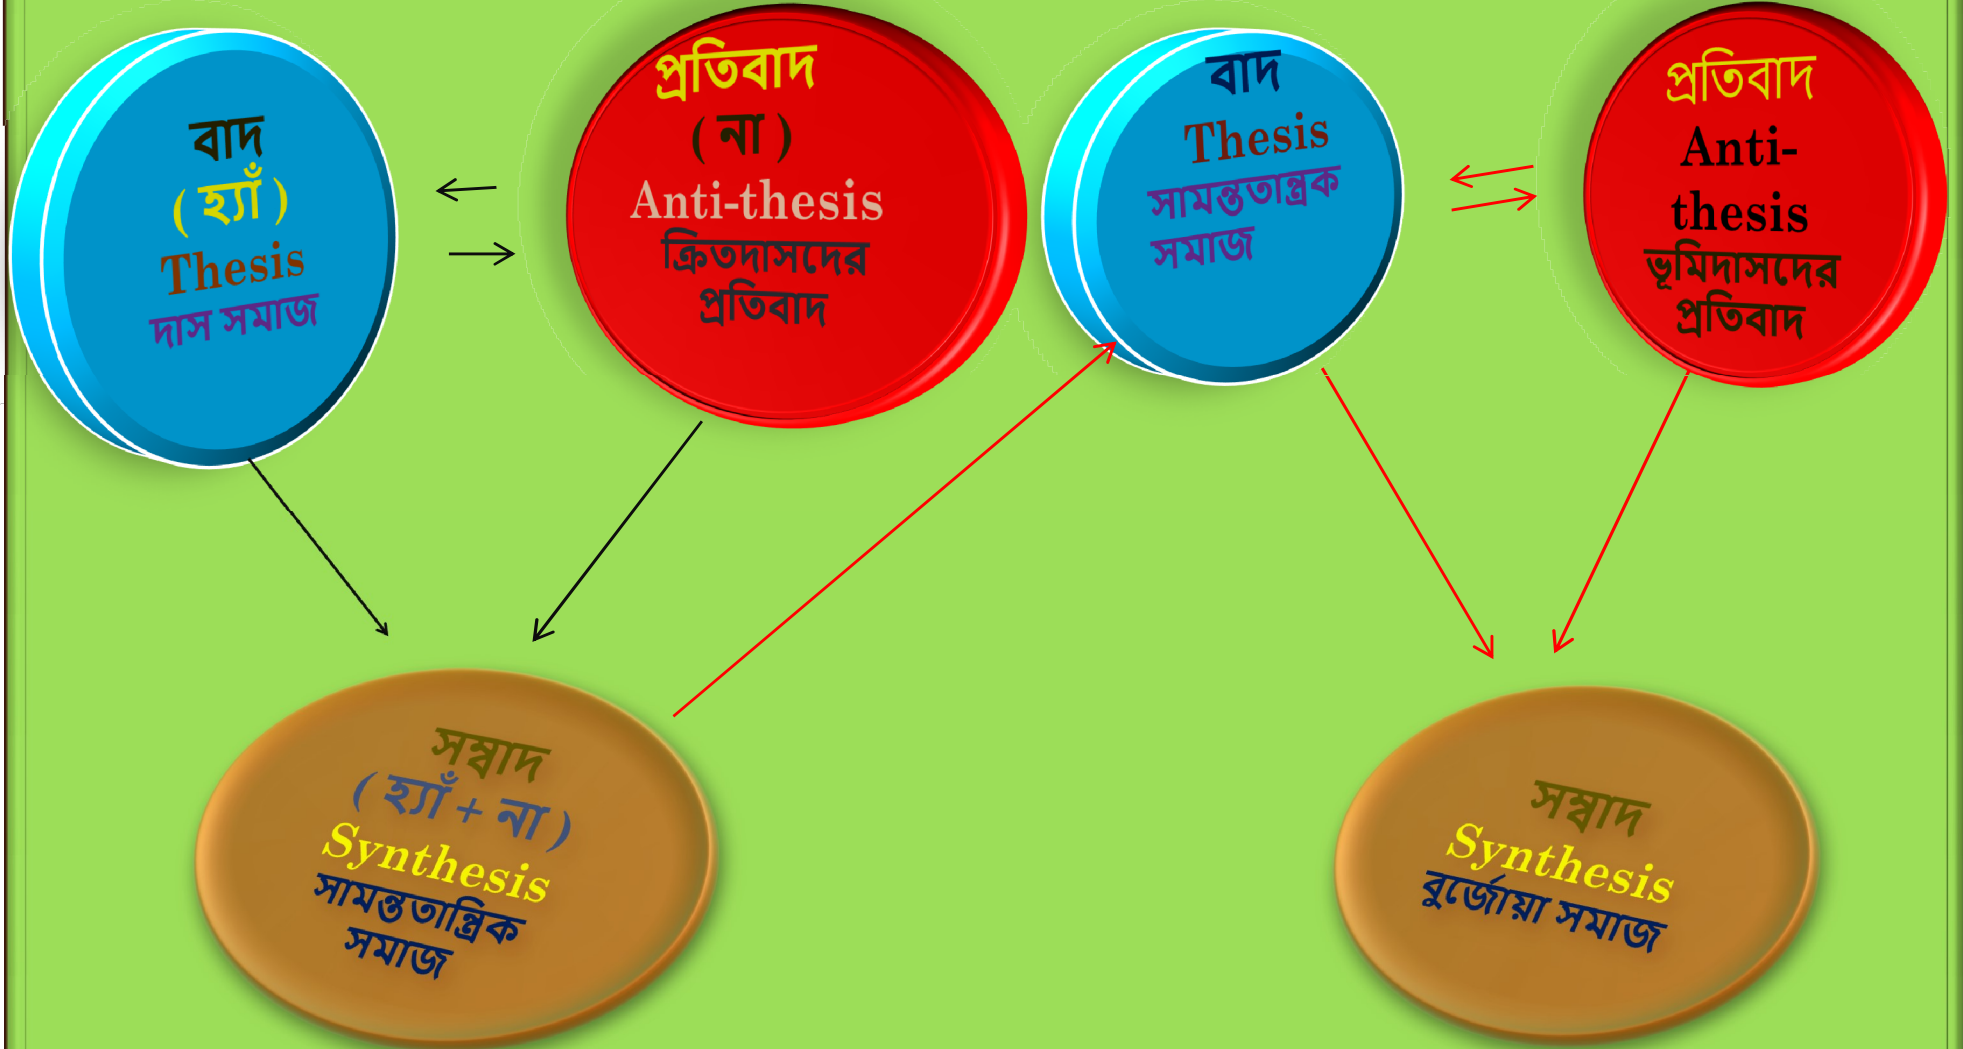 বাদ
( হ্যাঁ )
Thesis
দাস সমাজ
প্রতিবাদ
( না )
Anti-thesis
ক্রিতদাসদের
প্রতিবাদ
বাদ
Thesis
সামন্ততান্ত্রক
সমাজ
প্রতিবাদ
Anti-
thesis
ভূমিদাসদের
প্রতিবাদ
সম্বাদ
( হ্যাঁ + না )
Synthesis
সামন্ততান্ত্রিক
সমাজ
সম্বাদ
Synthesis
বুর্জোয়া সমাজ